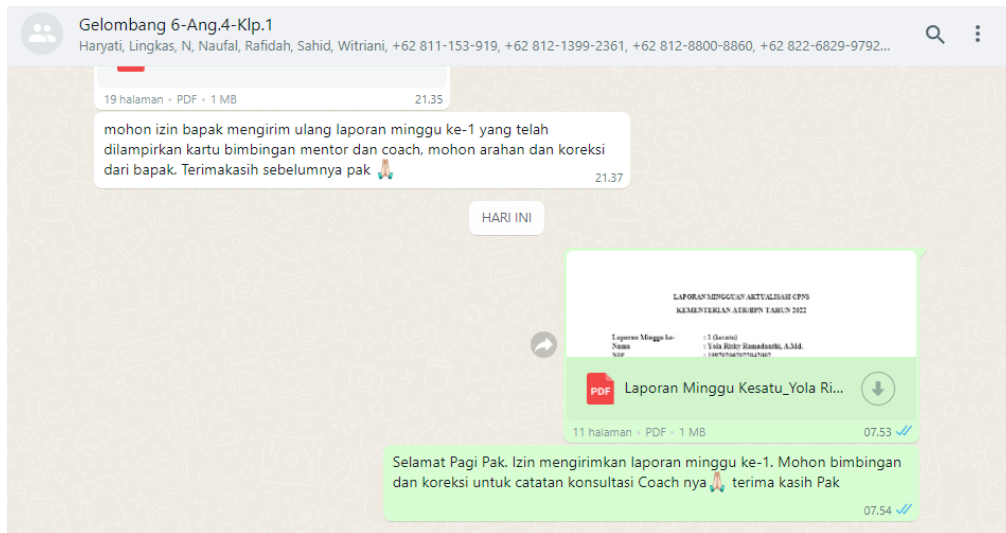 Gelombang 6-Ang.4-Klp.1
Haryati, Lingkas, N, Naufal, Rafidah, Sahid, Witriani, +62 811-153-919, +62 812-1399-2361, +62 812-8800-8860, +62 822-6829-9792...
19 halaman • PDF • 1 MB 21.35
mohon izin bapak mengirim ulang laporan minggu ke-1 yang telah
dilampirkan kartu bimbingan mentor dan coach, mohon arahan dan koreksi
dari bapak. Terimakasih sebelumnya pak 🙏🏻
21.37
HARI INI
LAPORAN MINGGUAN AKTUALISASI CPNS
KEMENTERIAN ATR/BPN TAHUN 2022
Laporan Minggu ke- : 1 (kesatu)
Nama : Yola Rizky Ramadanthi, A.Md.
NIP
PDF Laporan Minggu Kesatu_Yola Ri...
11 halaman • PDF • 1 MB 07.53
Selamat Pagi Pak. Izin mengirimkan laporan minggu ke-1. Mohon bimbingan
dan koreksi untuk catatan konsultasi Coach nya🙏🏻 terima kasih Pak
07.54